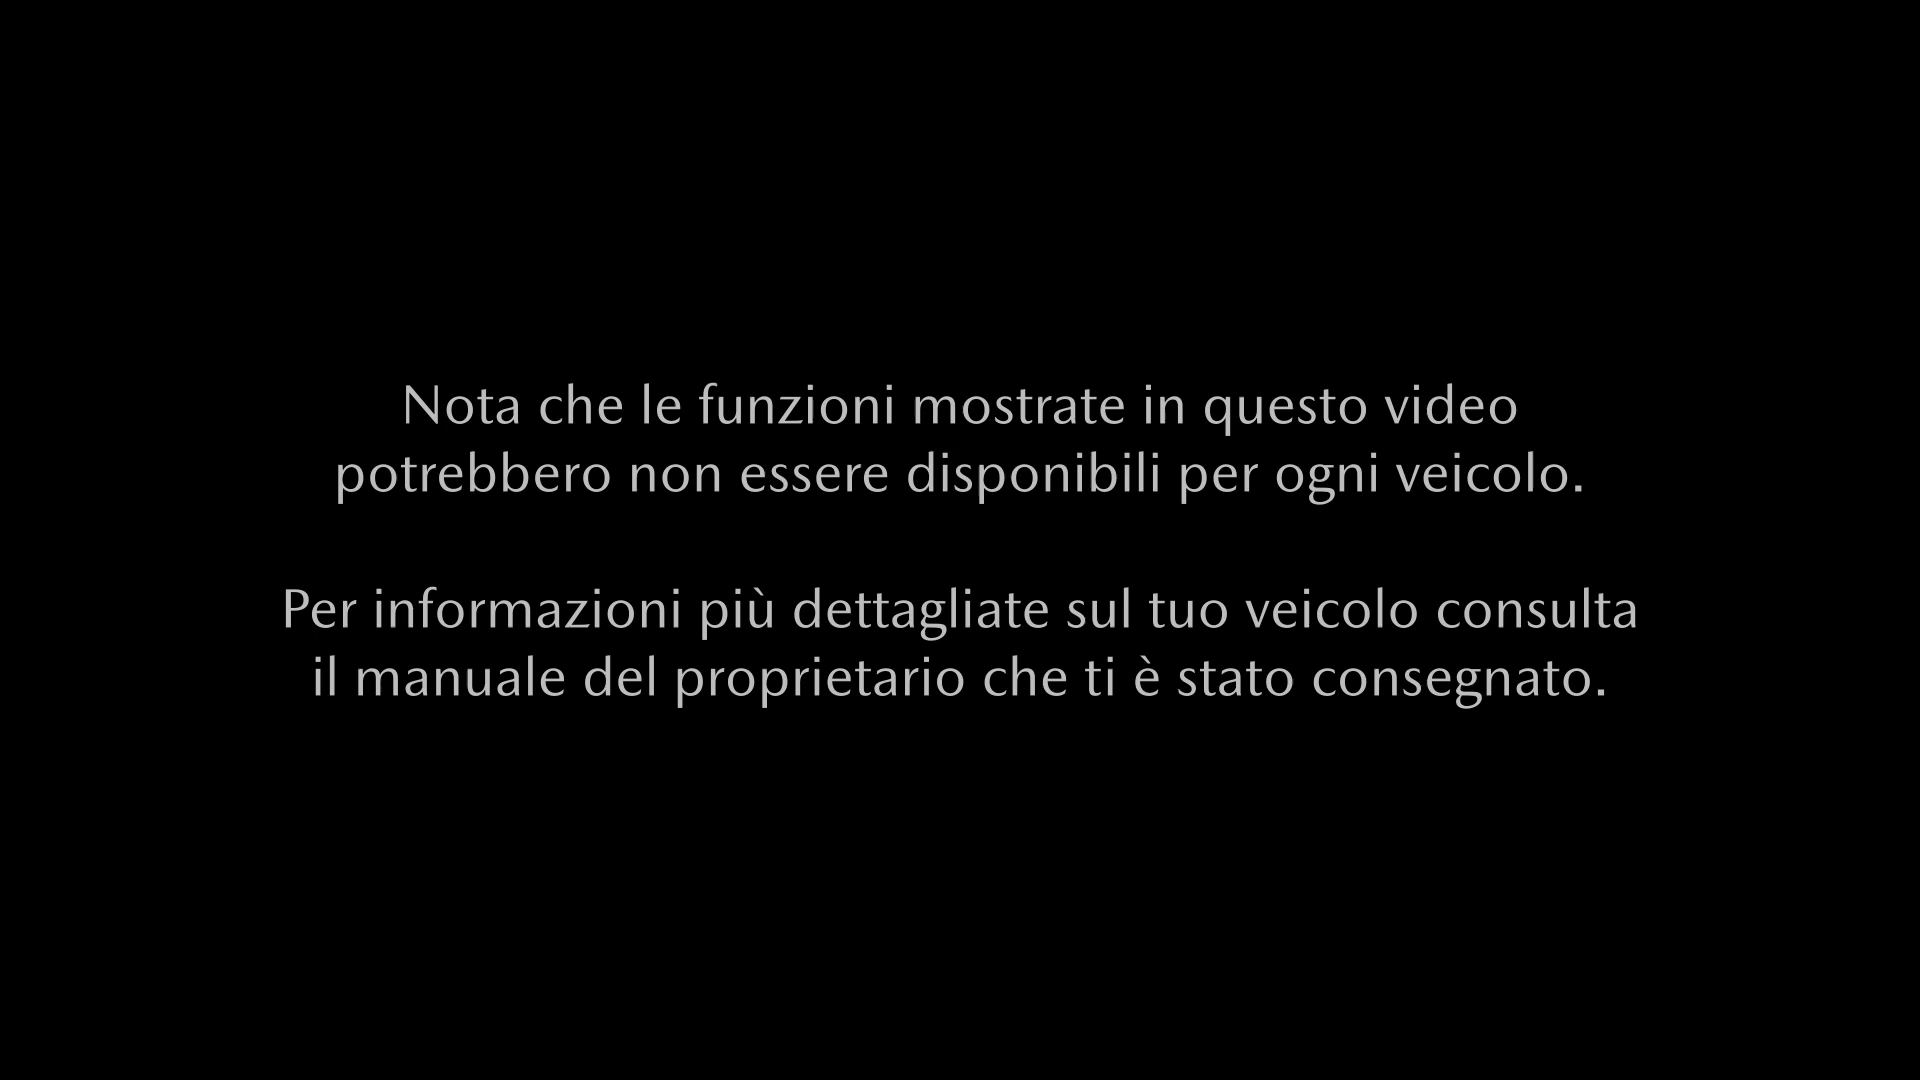 Nota che le funzioni mostrate in questo video
potrebbero non essere disponibili per ogni veicolo.
Per informazioni più dettagliate sul tuo veicolo consulta
il manuale del proprietario che ti è stato consegnato.